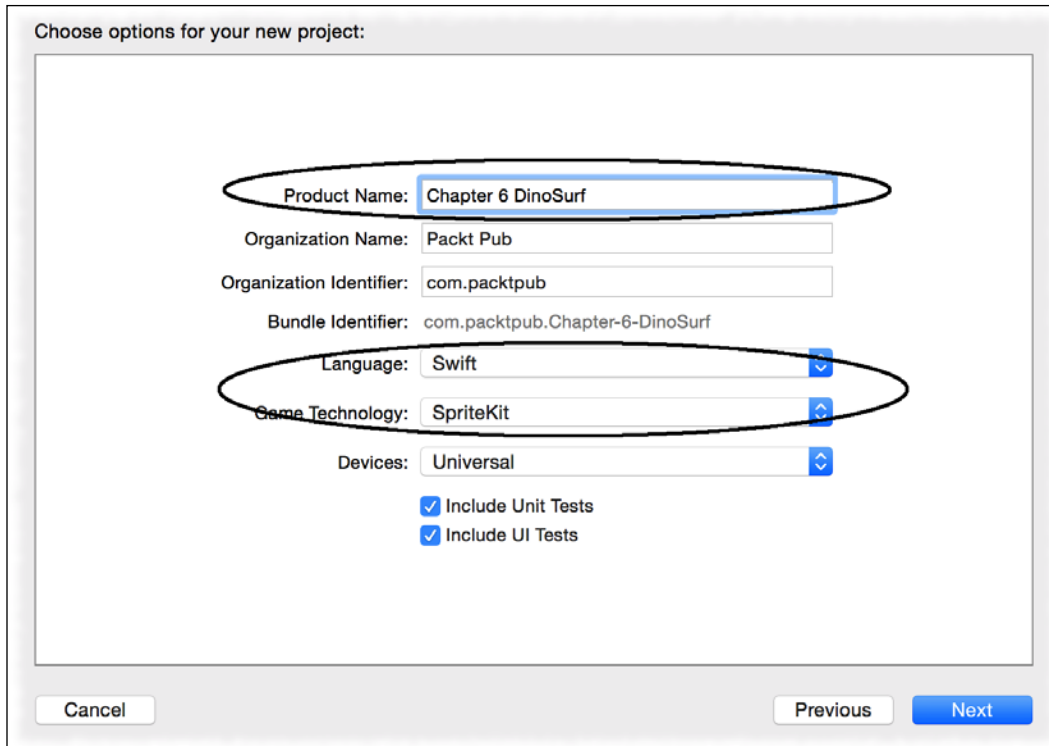 Choose options for your new project:
Product Name: Chapter 6 DinoSurf
Organization Name: Packt Pub
Organization Identifier: com.packtpub
Bundle Identifier: com.packtpub.Chapter-6-DinoSurf
Language: Swift
Game Technology: SpriteKit
Devices: Universal
Include Unit Tests
Include UI Tests
Cancel Previous Next